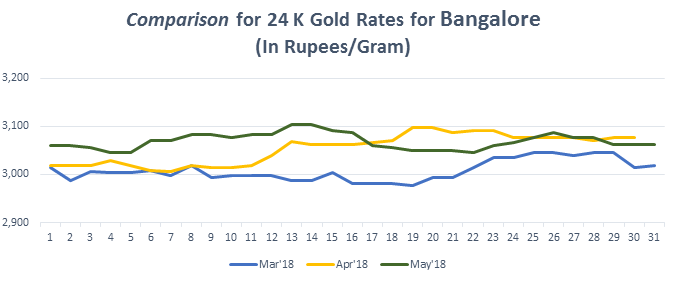 Comparison for 24 K Gold Rates for Bangalore
(In Rupees/Gram)
3,200
3,100
3,000
2,900
1 2 3 4 5 6 7 8 9 10 11 12 13 14 15 16 17 18 19 20 21 22 23 24 25 26 27 28 29 30 31
Mar'18 Apr'18 May'18